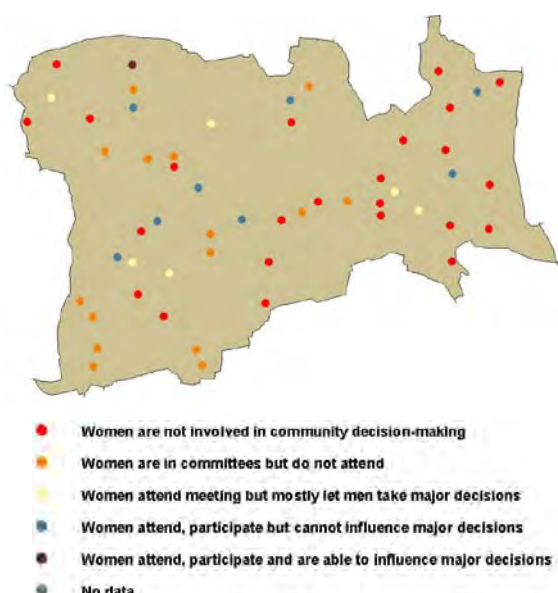 Women are not involved in community decision-making
Women are in committees but do not attend
Women attend meeting but mostly let men take major decisions
Women attend, participate but cannot influence major decisions
Women attend, participate and are able to influence major decisions
No data